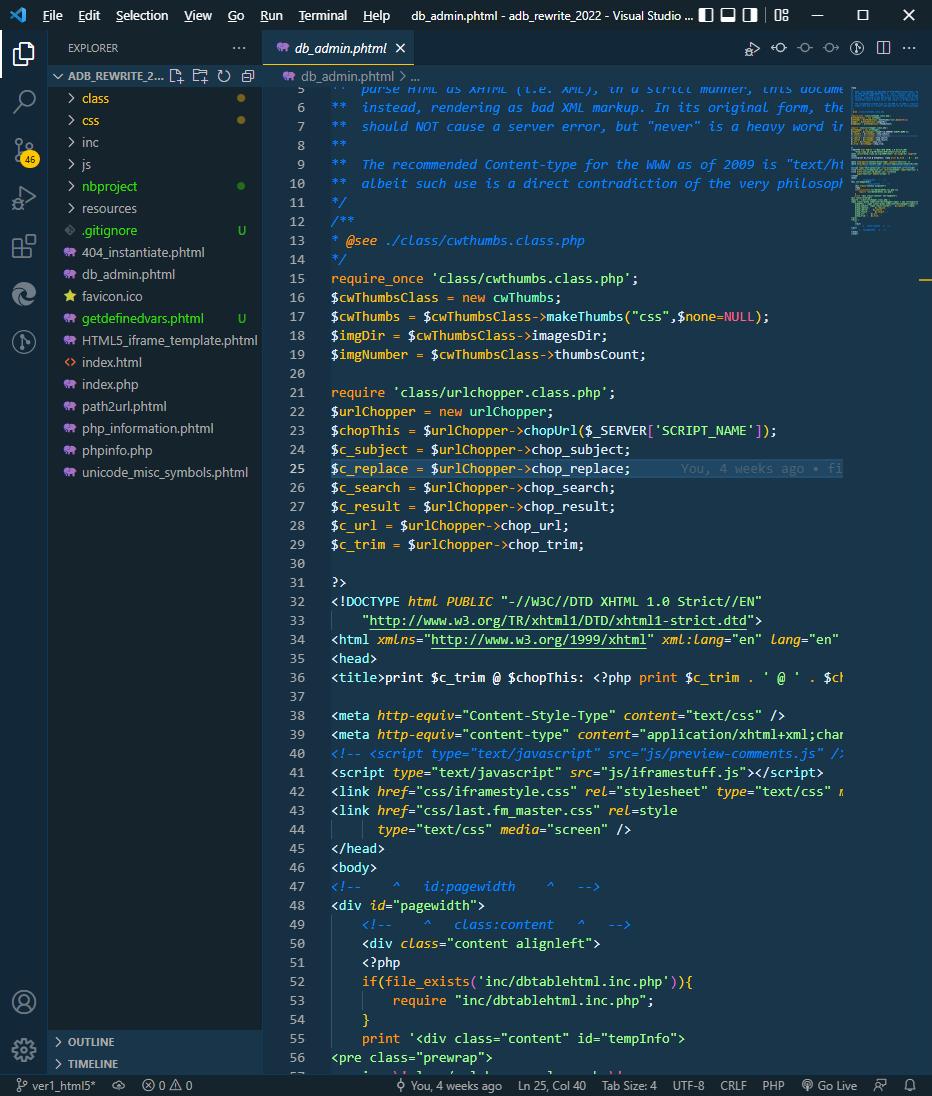 File Edit Selection View Go Run Terminal Help db_admin.phtml - adb_rewrite_2022 - Visual Studio ...
EXPLORER
ADB_REWRITE_2...
class
css
inc
js
nbproject
resources
.gitignore U
404_instantiate.phtml
db_admin.phtml
favicon.ico
getdefinedvars.phtml U
HTML5_iframe_template.phtml
index.html
index.php
path2url.phtml
php_information.phtml
phpinfo.php
unicode_misc_symbols.phtml
OUTLINE
TIMELINE
46
db_admin.phtml
db_admin.phtml > ...
5 ** parse HTML as XHTML (i.e. XML), in a strict manner, this docume
6 ** instead, rendering as bad XML markup. In its original form, the
7 ** should NOT cause a server error, but "never" is a heavy word in
8 **
9 ** The recommended Content-type for the WWW as of 2009 is "text/ht
10 ** albeit such use is a direct contradiction of the very philosoph
11 */
12 /**
13 * @see ./class/cwthumbs.class.php
14 */
15 require_once 'class/cwthumbs.class.php';
16 $cwThumbsClass = new cwThumbs;
17 $cwThumbs = $cwThumbsClass->makeThumbs("css",$none=NULL);
18 $imgDir = $cwThumbsClass->imagesDir;
19 $imgNumber = $cwThumbsClass->thumbsCount;
20
21 require 'class/urlchopper.class.php';
22 $urlChopper = new urlChopper;
23 $chopThis = $urlChopper->chopUrl($_SERVER['SCRIPT_NAME']);
24 $c_subject = $urlChopper->chop_subject;
25 $c_replace = $urlChopper->chop_replace; You, 4 weeks ago • fi
26 $c_search = $urlChopper->chop_search;
27 $c_result = $urlChopper->chop_result;
28 $c_url = $urlChopper->chop_url;
29 $c_trim = $urlChopper->chop_trim;
30
31 ?>
32 <!DOCTYPE html PUBLIC "-//W3C//DTD XHTML 1.0 Strict//EN"
33 "http://www.w3.org/TR/xhtml1/DTD/xhtml1-strict.dtd">
34 <html xmlns="http://www.w3.org/1999/xhtml" xml:lang="en" lang="en"
35 <head>
36 <title>print $c_trim @ $chopThis: <?php print $c_trim . ' @ ' . $ch
37
38 <meta http-equiv="Content-Style-Type" content="text/css" />
39 <meta http-equiv="content-type" content="application/xhtml+xml;char
40 <!-- <script type="text/javascript" src="js/preview-comments.js" />
41 <script type="text/javascript" src="js/iframestuff.js"></script>
42 <link href="css/iframestyle.css" rel="stylesheet" type="text/css" m
43 <link href="css/last.fm_master.css" rel=style
44 type="text/css" media="screen" />
45 </head>
46 <body>
47 <!-- ^ id:pagewidth ^ -->
48 <div id="pagewidth">
49 <!-- ^ class:content ^ -->
50 <div class="content alignleft">
51 <?php
52 if(file_exists('inc/dbtablehtml.inc.php')){
53 require "inc/dbtablehtml.inc.php";
54 }
55 print '<div class="content" id="tempInfo">
56 <pre class="prewrap">
ver1_html5* 0 0 You, 4 weeks ago Ln 25, Col 40 Tab Size: 4 UTF-8 CRLF PHP Go Live